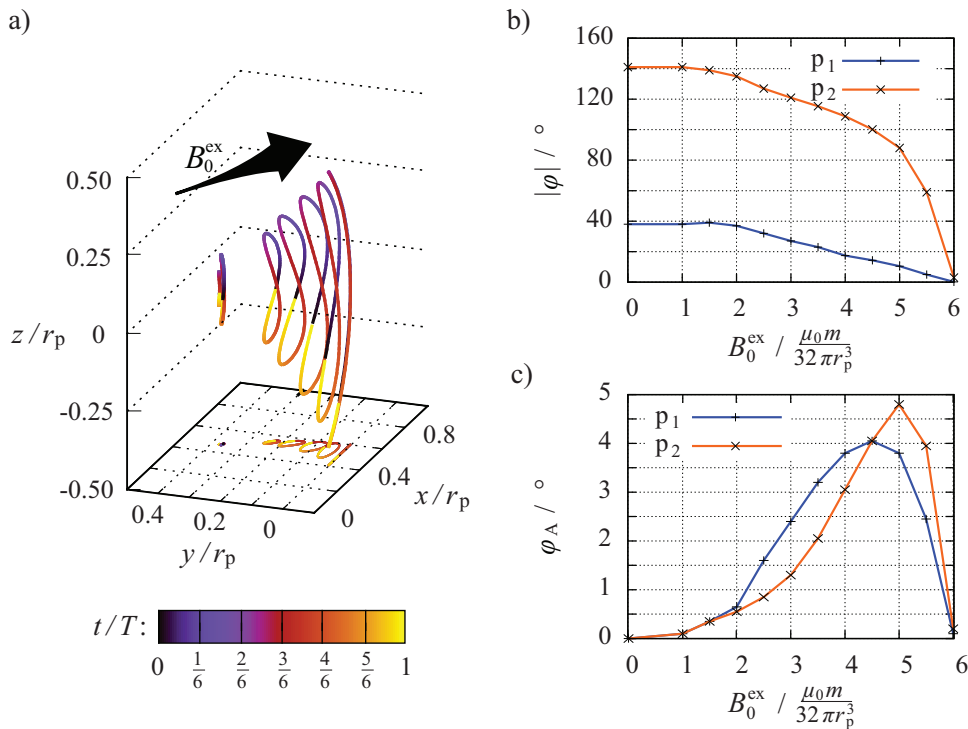 a)
B₀ᵉˣ
0.50
0.25
z/rₚ
0
-0.25
-0.50
0.4
0.2
0
y/rₚ
0
0.4
0.8
x/rₚ
t/T:
0
1/6
2/6
3/6
4/6
5/6
1
b)
160
120
80
40
0
|φ| / °
p₁
p₂
0 1 2 3 4 5 6
B₀ᵉˣ / μ₀m / 32πrₚ³
c)
5
4
3
2
1
0
φ_A / °
p₁
p₂
0 1 2 3 4 5 6
B₀ᵉˣ / μ₀m / 32πrₚ³